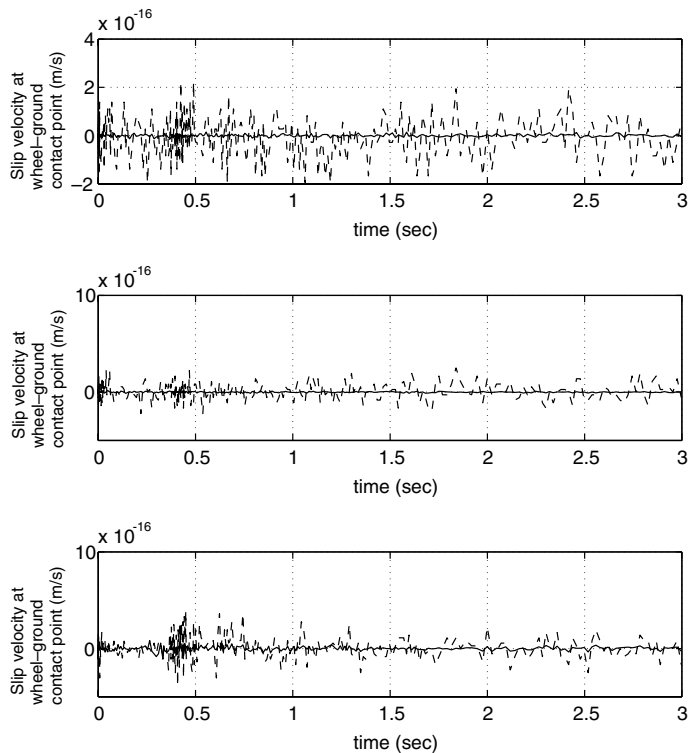 x 10-16
4
2
0
−2
Slip velocity at
wheel–ground
contact point (m/s)
0 0.5 1 1.5 2 2.5 3
time (sec)
x 10-16
10
0
Slip velocity at
wheel–ground
contact point (m/s)
0 0.5 1 1.5 2 2.5 3
time (sec)
x 10-16
10
0
Slip velocity at
wheel–ground
contact point (m/s)
0 0.5 1 1.5 2 2.5 3
time (sec)